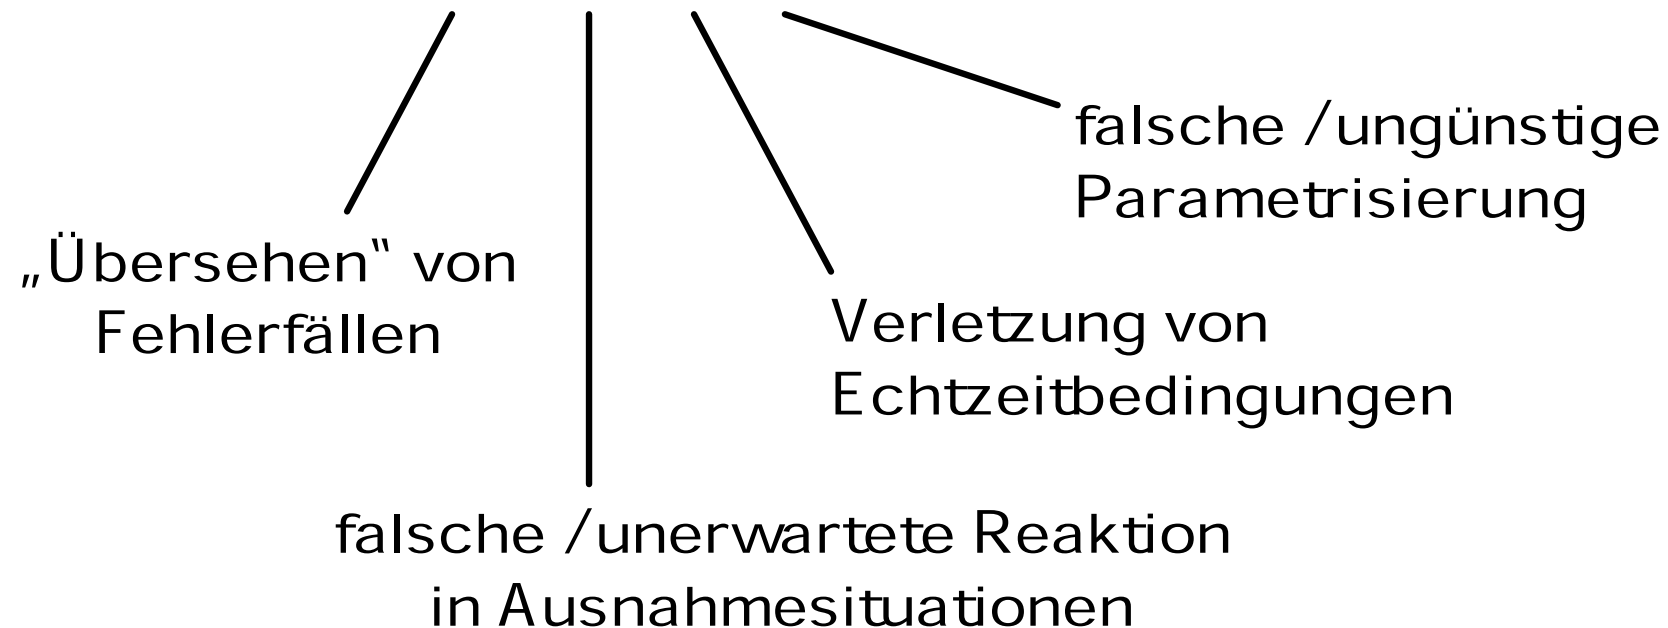 falsche /ungünstige
Parametrisierung
„Übersehen“ von
Fehlerfällen
Verletzung von
Echtzeitbedingungen
falsche /unerwartete Reaktion
in Ausnahmesituationen